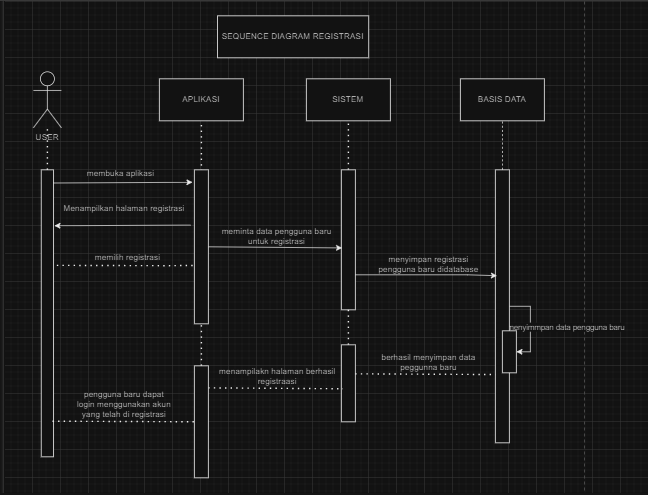 SEQUENCE DIAGRAM REGISTRASI
USER
APLIKASI
SISTEM
BASIS DATA
membuka aplikasi
Menampilkan halaman registrasi
meminta data pengguna baru
untuk registrasi
memilih registrasi
menyimpan registrasi
pengguna baru didatabase
menyimmpan data pengguna baru
berhasil menyimpan data
peggunna baru
menampilakn halaman berhasil
registraasi
pengguna baru dapat
login menggunakan akun
yang telah di registrasi